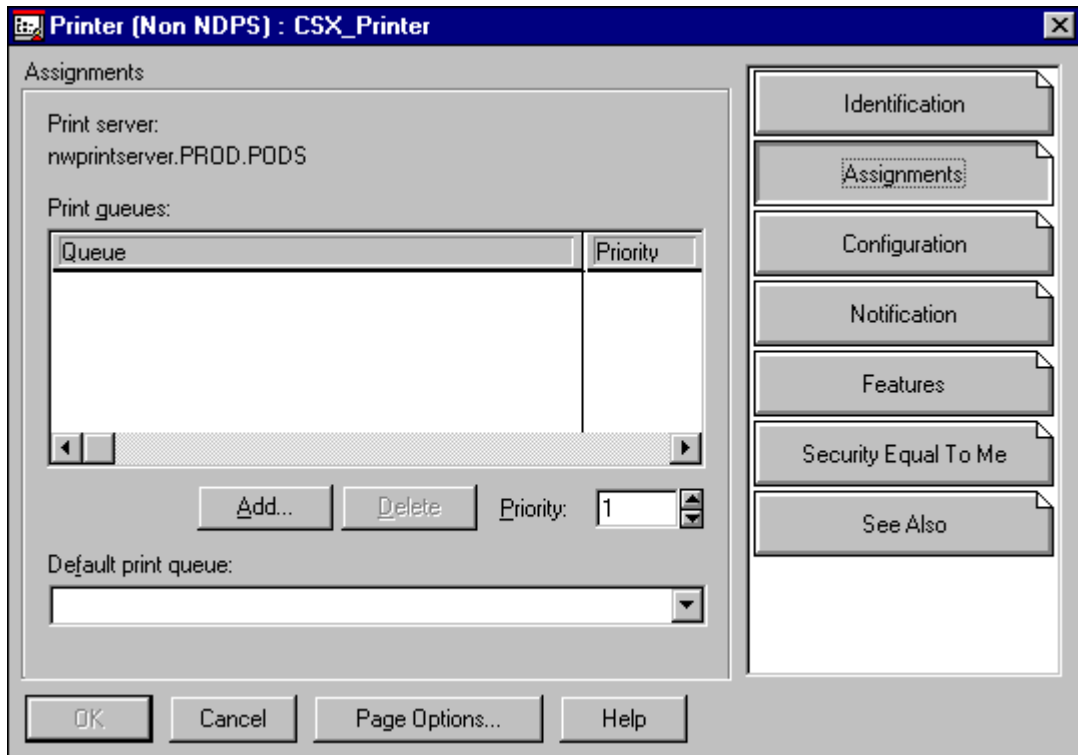 Printer (Non NDPS) : CSX_Printer
Assignments
Print server:
nwprintserver.PROD.PODS
Print queues:
Queue Priority
Add... Delete Priority: 1
Default print queue:
OK Cancel Page Options... Help
Identification
Assignments
Configuration
Notification
Features
Security Equal To Me
See Also